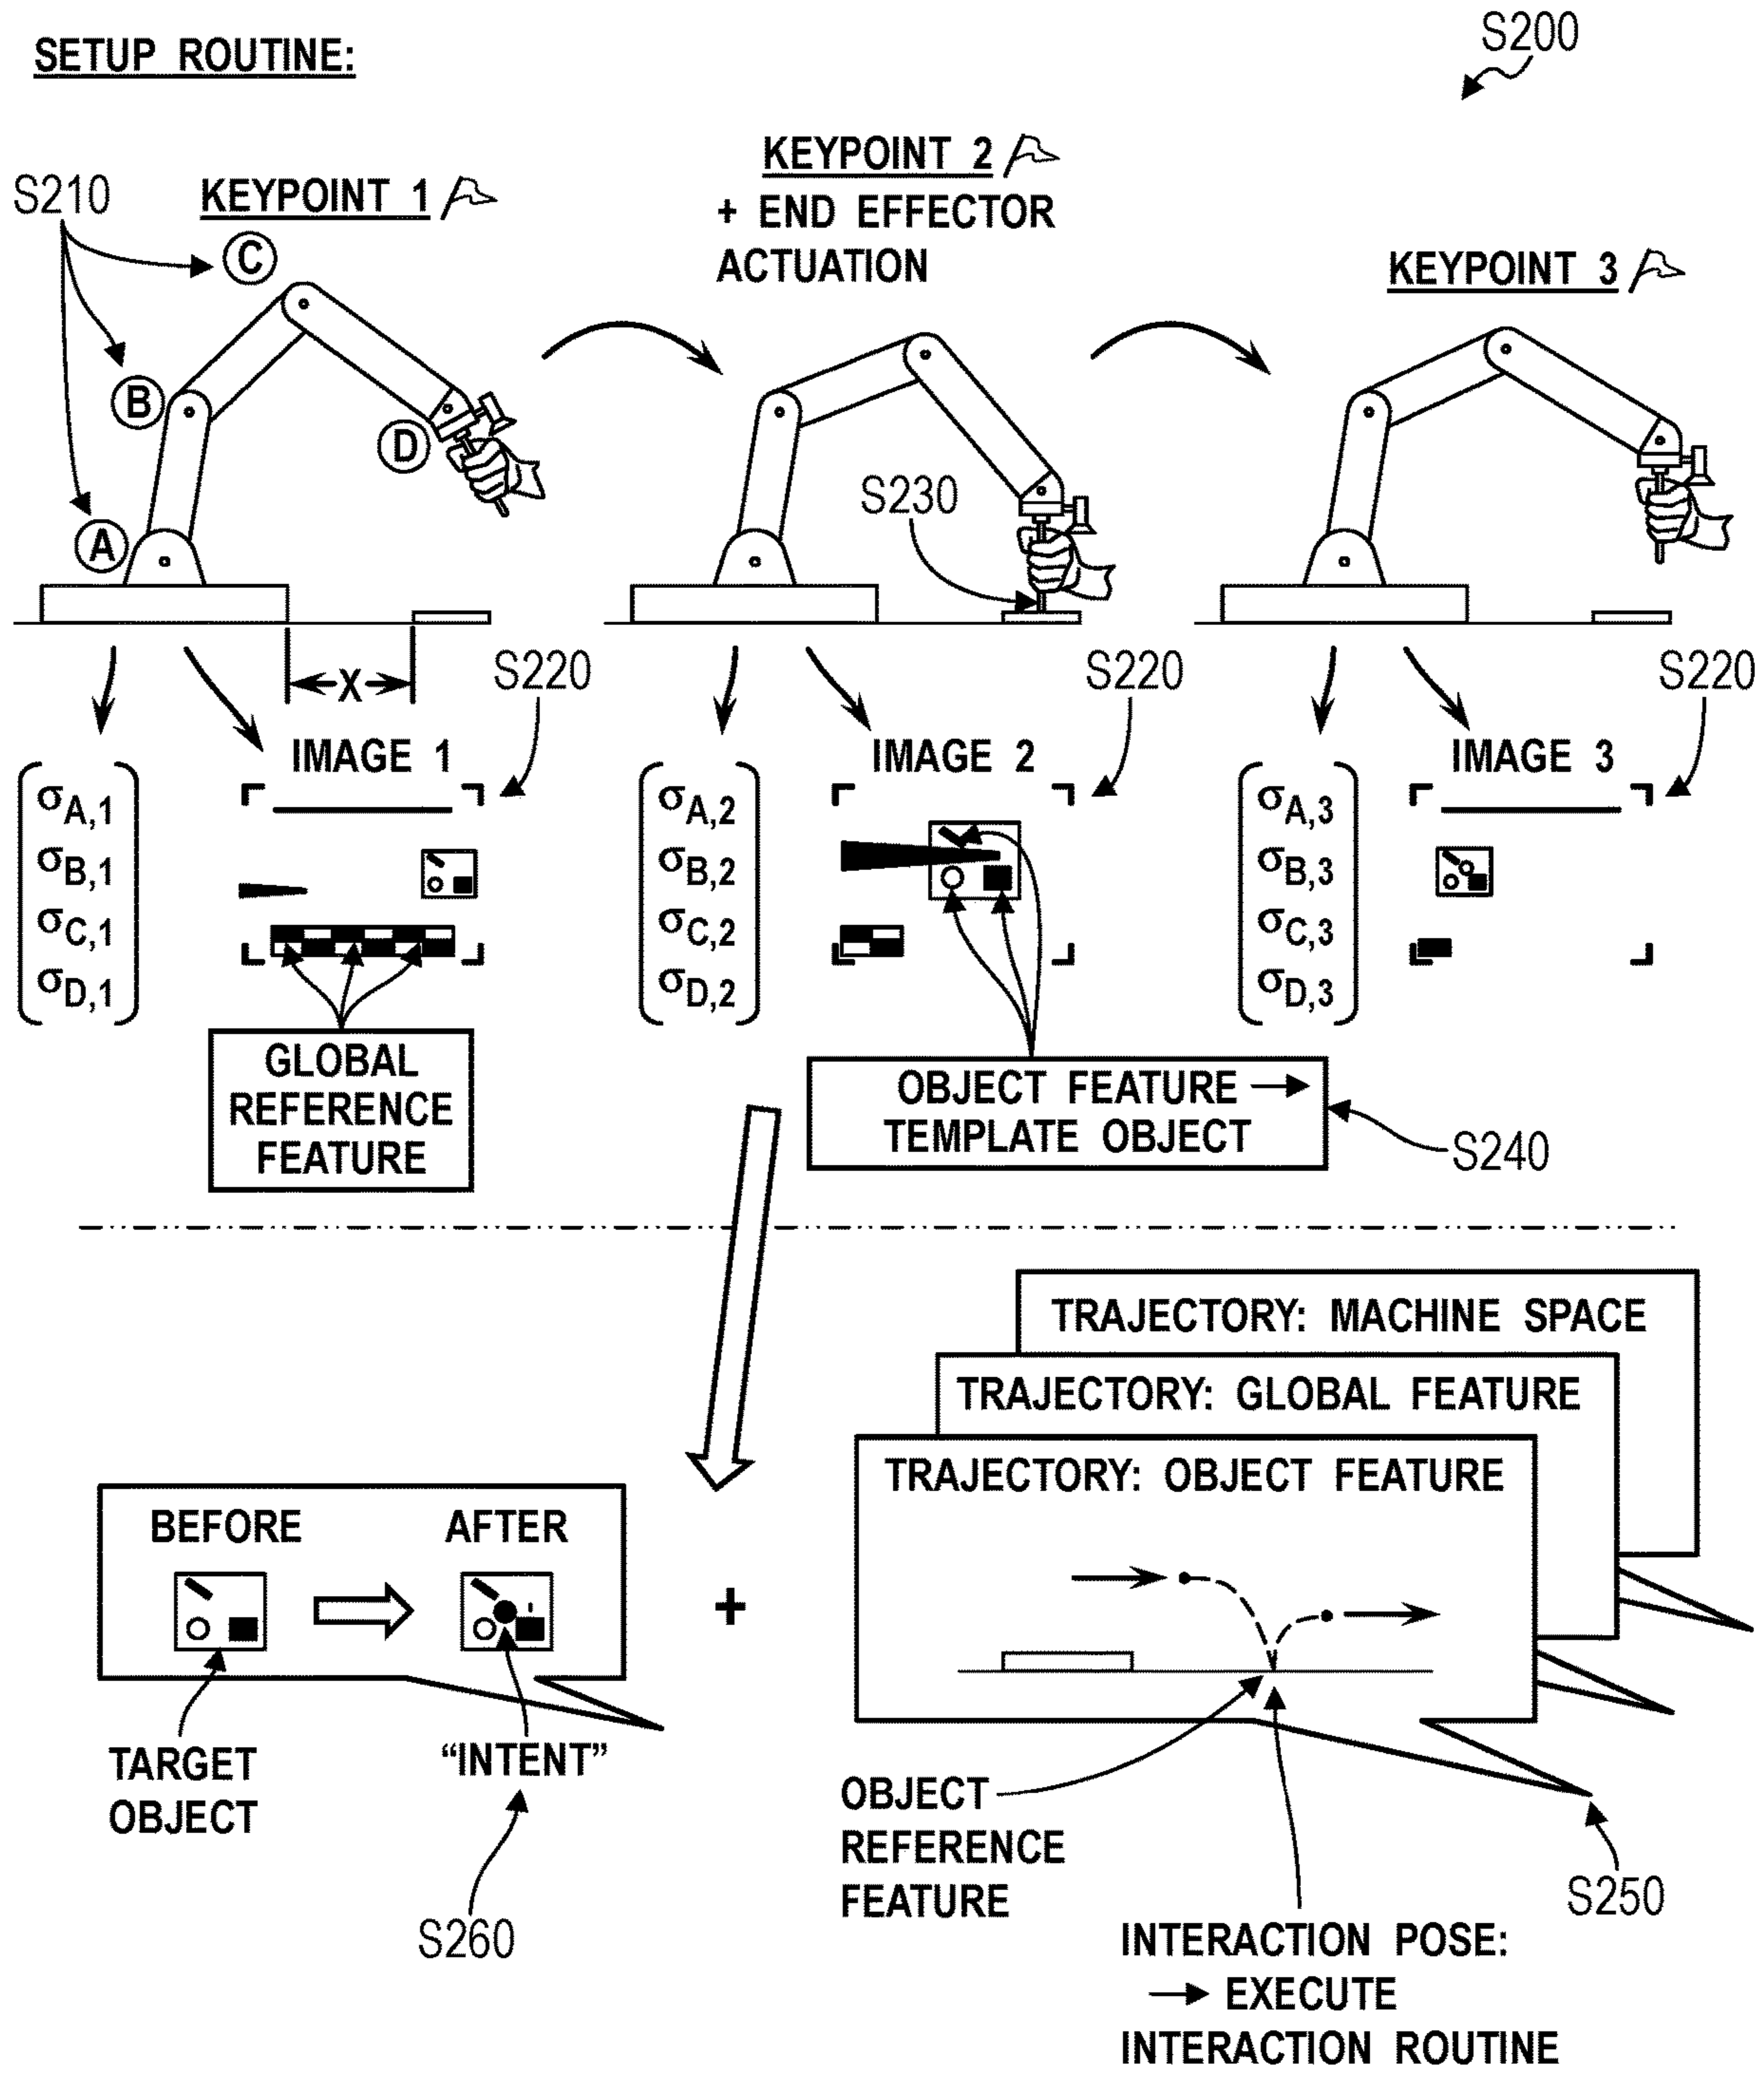 SETUP ROUTINE:
S200
S210
KEYPOINT 1
KEYPOINT 2
+ END EFFECTOR
ACTUATION
KEYPOINT 3
C
B
D
A
S230
X
S220
S220
S220
IMAGE 1
IMAGE 2
IMAGE 3
σA,1
σB,1
σC,1
σD,1
σA,2
σB,2
σC,2
σD,2
σA,3
σB,3
σC,3
σD,3
GLOBAL
REFERENCE
FEATURE
OBJECT FEATURE →
TEMPLATE OBJECT
S240
TRAJECTORY: MACHINE SPACE
TRAJECTORY: GLOBAL FEATURE
TRAJECTORY: OBJECT FEATURE
BEFORE
AFTER
+
TARGET
OBJECT
“INTENT”
S260
OBJECT
REFERENCE
FEATURE
S250
INTERACTION POSE:
→ EXECUTE
INTERACTION ROUTINE